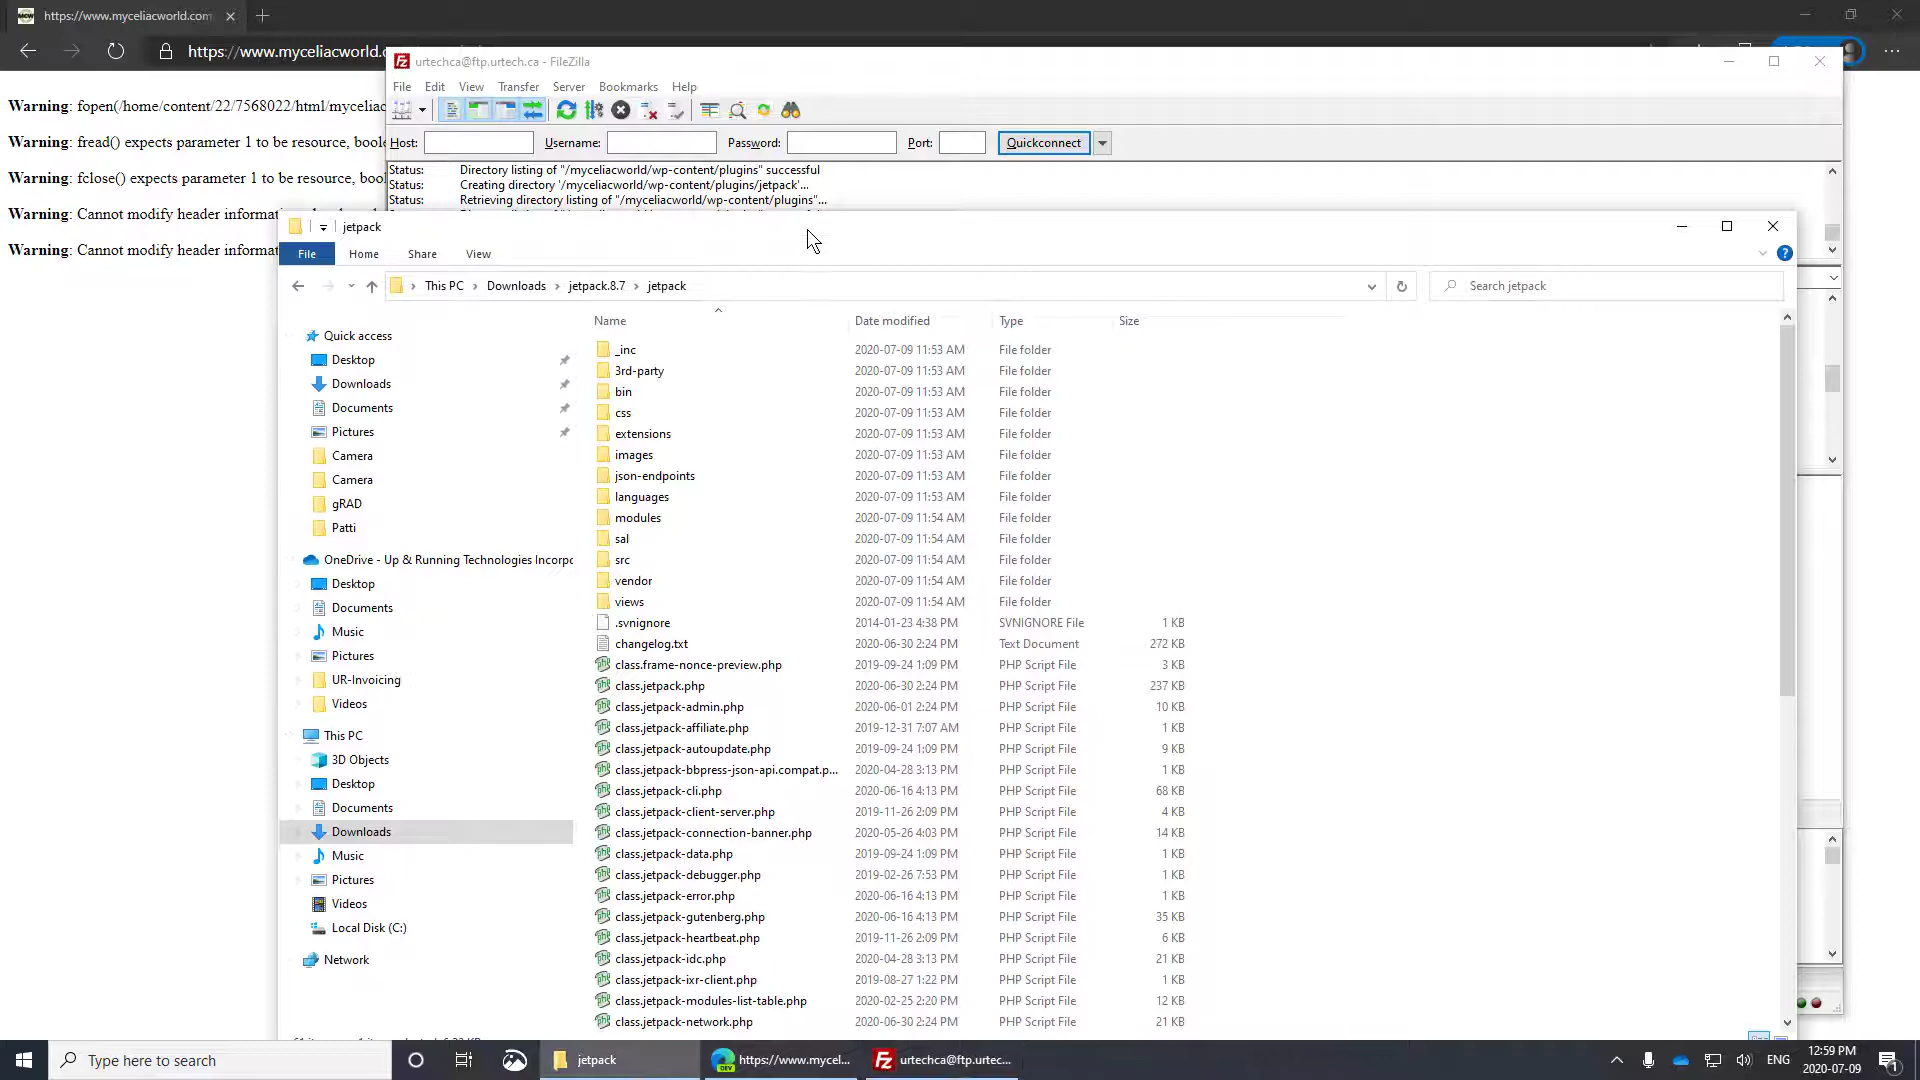 https://www.myceliacworld.com
https://www.myceliacworld.c
Warning: fopen(/home/content/22/7568022/html/myceliac
Warning: fread() expects parameter 1 to be resource, boole
Warning: fclose() expects parameter 1 to be resource, bool
Warning: Cannot modify header informat
Warning: Cannot modify header informat
urtechca@ftp.urtech.ca - FileZilla
File Edit View Transfer Server Bookmarks Help
Host: Username: Password: Port: Quickconnect
Status: Directory listing of "/myceliacworld/wp-content/plugins" successful
Status: Creating directory '/myceliacworld/wp-content/plugins/jetpack'...
Status: Retrieving directory listing of "/myceliacworld/wp-content/plugins"...
jetpack
File Home Share View
This PC Downloads jetpack.8.7 jetpack
Search jetpack
Quick access
Desktop
Downloads
Documents
Pictures
Camera
Camera
gRAD
Patti
OneDrive - Up & Running Technologies Incorpo
Desktop
Documents
Music
Pictures
UR-Invoicing
Videos
This PC
3D Objects
Desktop
Documents
Downloads
Music
Pictures
Videos
Local Disk (C:)
Network
Name Date modified Type Size
_inc 2020-07-09 11:53 AM File folder
3rd-party 2020-07-09 11:53 AM File folder
bin 2020-07-09 11:53 AM File folder
css 2020-07-09 11:53 AM File folder
extensions 2020-07-09 11:53 AM File folder
images 2020-07-09 11:53 AM File folder
json-endpoints 2020-07-09 11:53 AM File folder
languages 2020-07-09 11:53 AM File folder
modules 2020-07-09 11:54 AM File folder
sal 2020-07-09 11:54 AM File folder
src 2020-07-09 11:54 AM File folder
vendor 2020-07-09 11:54 AM File folder
views 2020-07-09 11:54 AM File folder
.svnignore 2014-01-23 4:38 PM SVNIGNORE File 1 KB
changelog.txt 2020-06-30 2:24 PM Text Document 272 KB
class.frame-nonce-preview.php 2019-09-24 1:09 PM PHP Script File 3 KB
class.jetpack.php 2020-06-30 2:24 PM PHP Script File 237 KB
class.jetpack-admin.php 2020-06-01 2:24 PM PHP Script File 10 KB
class.jetpack-affiliate.php 2019-12-31 7:07 AM PHP Script File 1 KB
class.jetpack-autoupdate.php 2019-09-24 1:09 PM PHP Script File 9 KB
class.jetpack-bbpress-json-api.compat.p... 2020-04-28 3:13 PM PHP Script File 1 KB
class.jetpack-cli.php 2020-06-16 4:13 PM PHP Script File 68 KB
class.jetpack-client-server.php 2019-11-26 2:09 PM PHP Script File 4 KB
class.jetpack-connection-banner.php 2020-05-26 4:03 PM PHP Script File 14 KB
class.jetpack-data.php 2019-09-24 1:09 PM PHP Script File 1 KB
class.jetpack-debugger.php 2019-02-26 7:53 PM PHP Script File 1 KB
class.jetpack-error.php 2020-06-16 4:13 PM PHP Script File 1 KB
class.jetpack-gutenberg.php 2020-06-16 4:13 PM PHP Script File 35 KB
class.jetpack-heartbeat.php 2019-11-26 2:09 PM PHP Script File 6 KB
class.jetpack-idc.php 2020-04-28 3:13 PM PHP Script File 21 KB
class.jetpack-ixr-client.php 2019-08-27 1:22 PM PHP Script File 1 KB
class.jetpack-modules-list-table.php 2020-02-25 2:20 PM PHP Script File 12 KB
class.jetpack-network.php 2020-06-30 2:24 PM PHP Script File 21 KB
Type here to search
jetpack
https://www.mycel...
urtechca@ftp.urtec...
ENG
12:59 PM
2020-07-09